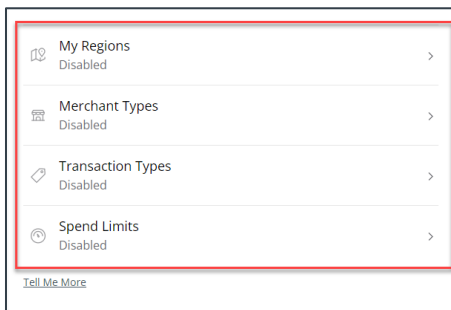 My Regions
Disabled
Merchant Types
Disabled
Transaction Types
Disabled
Spend Limits
Disabled
Tell Me More